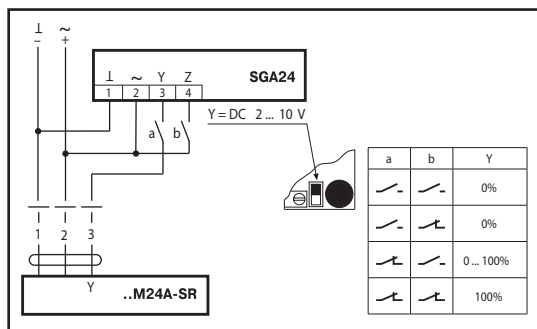 ⊥ ~
– +
SGA24
⊥ ~ Y Z
1 2 3 4
a b
Y = DC 2 ... 10 V
1 2 3
Y
..M24A-SR
a b Y
0%
0%
0 ... 100%
100%